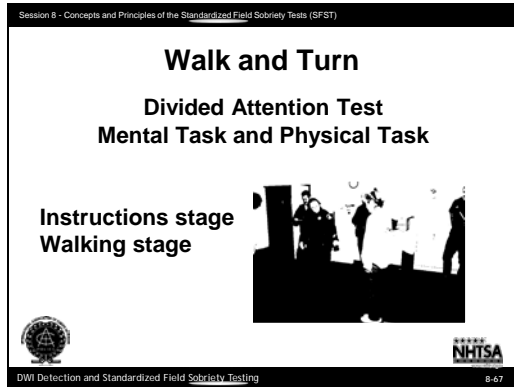 Session 8 - Concepts and Principles of the Standardized Field Sobriety Tests (SFST)
Walk and Turn
Divided Attention Test
Mental Task and Physical Task
Instructions stage
Walking stage
NHTSA
DWI Detection and Standardized Field Sobriety Testing
8-67